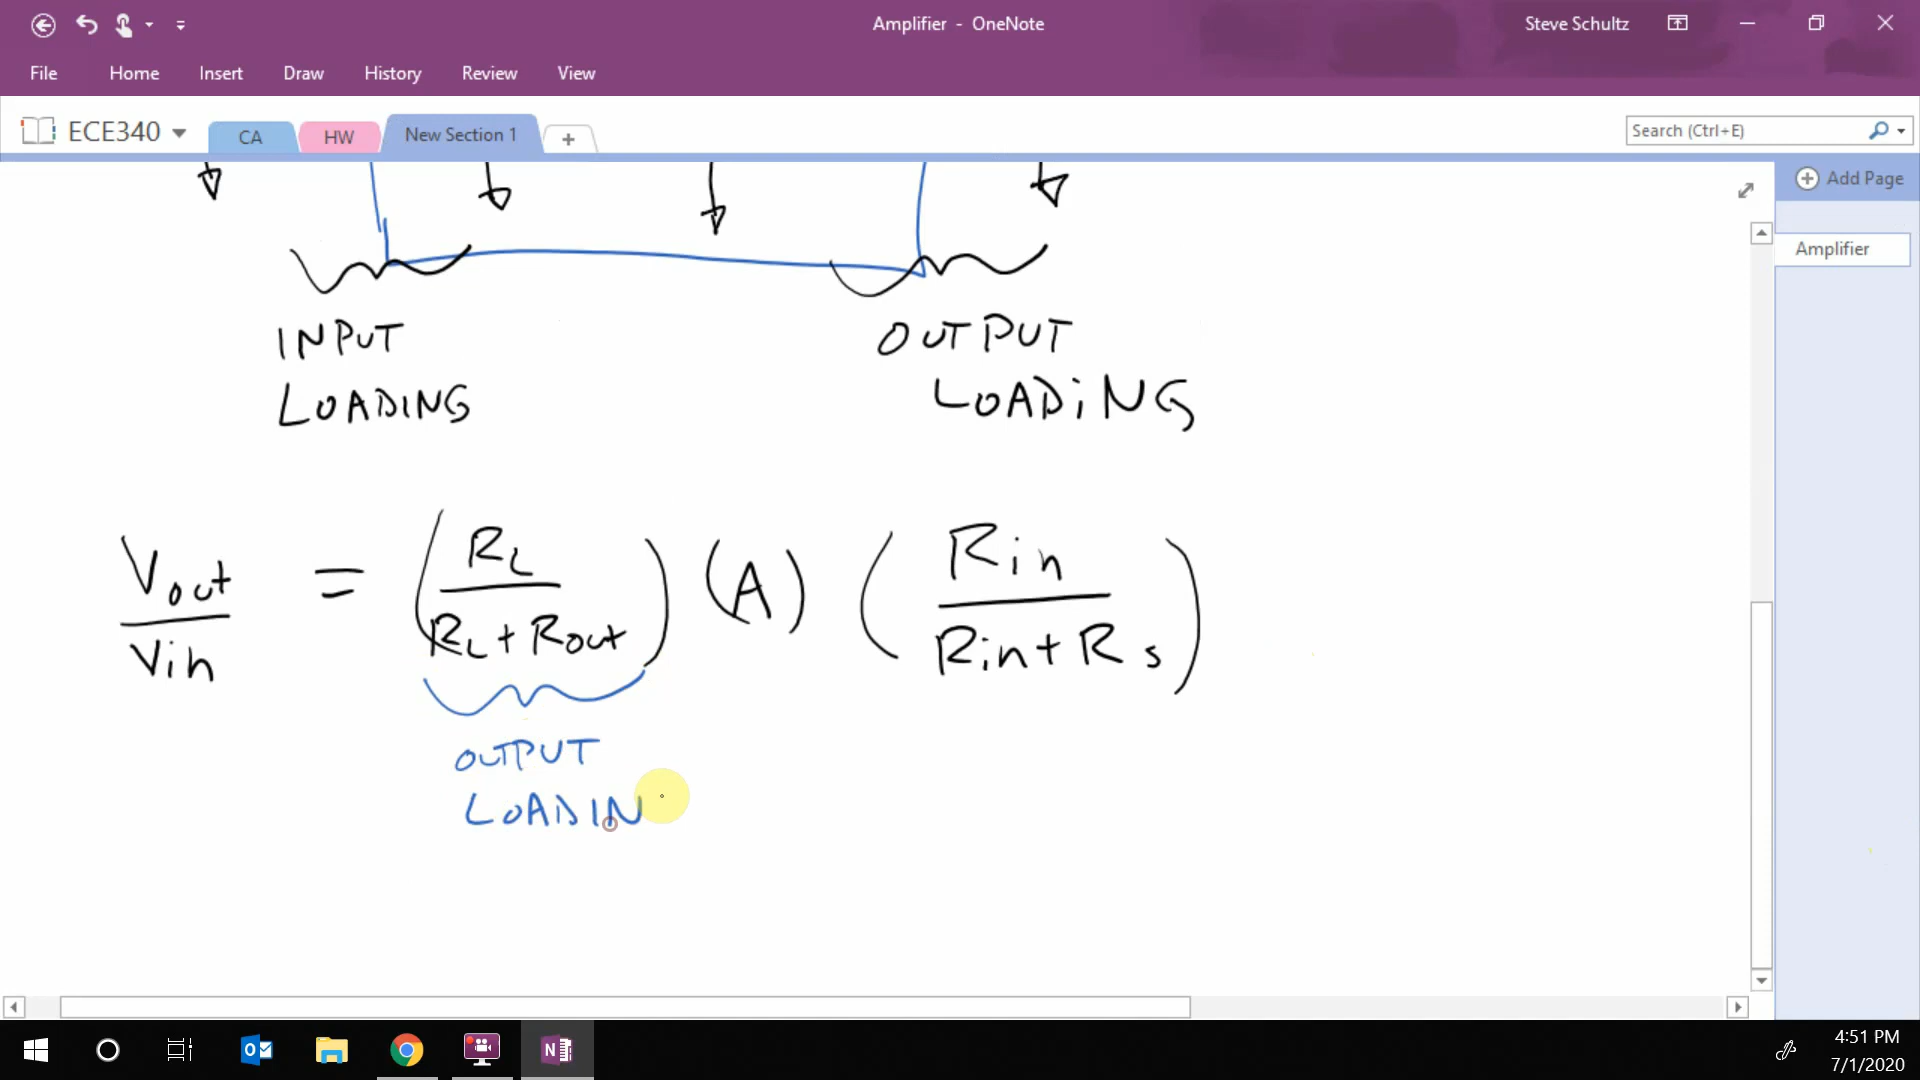 Amplifier - OneNote
Steve Schultz
File Home Insert Draw History Review View
ECE340 CA HW New Section 1
Search (Ctrl+E)
Add Page
Amplifier
INPUT
LOADING
OUTPUT
LOADiNG
Vout / Vin = (RL / RL + Rout) (A) (Rin / Rin + Rs)
OUTPUT
LOADIN
4:51 PM
7/1/2020